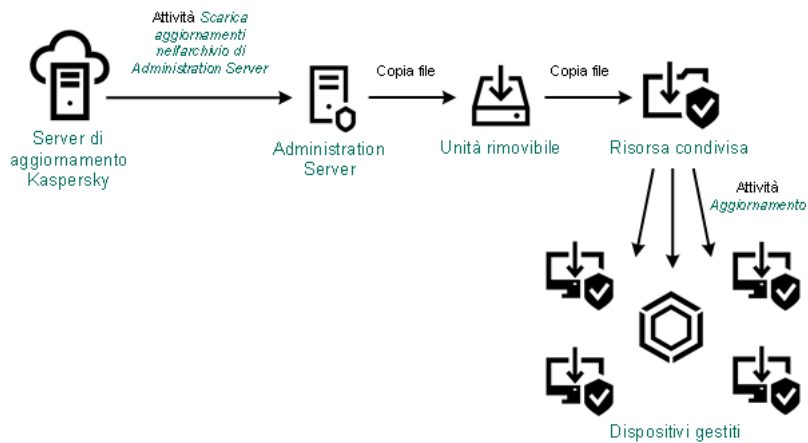 Attività Scarica
aggiornamenti
nell'archivio di
Administration Server
Copia file
Copia file
Server di
aggiornamento
Kaspersky
Administration
Server
Unità rimovibile
Risorsa condivisa
Attività
Aggiornamento
Dispositivi gestiti